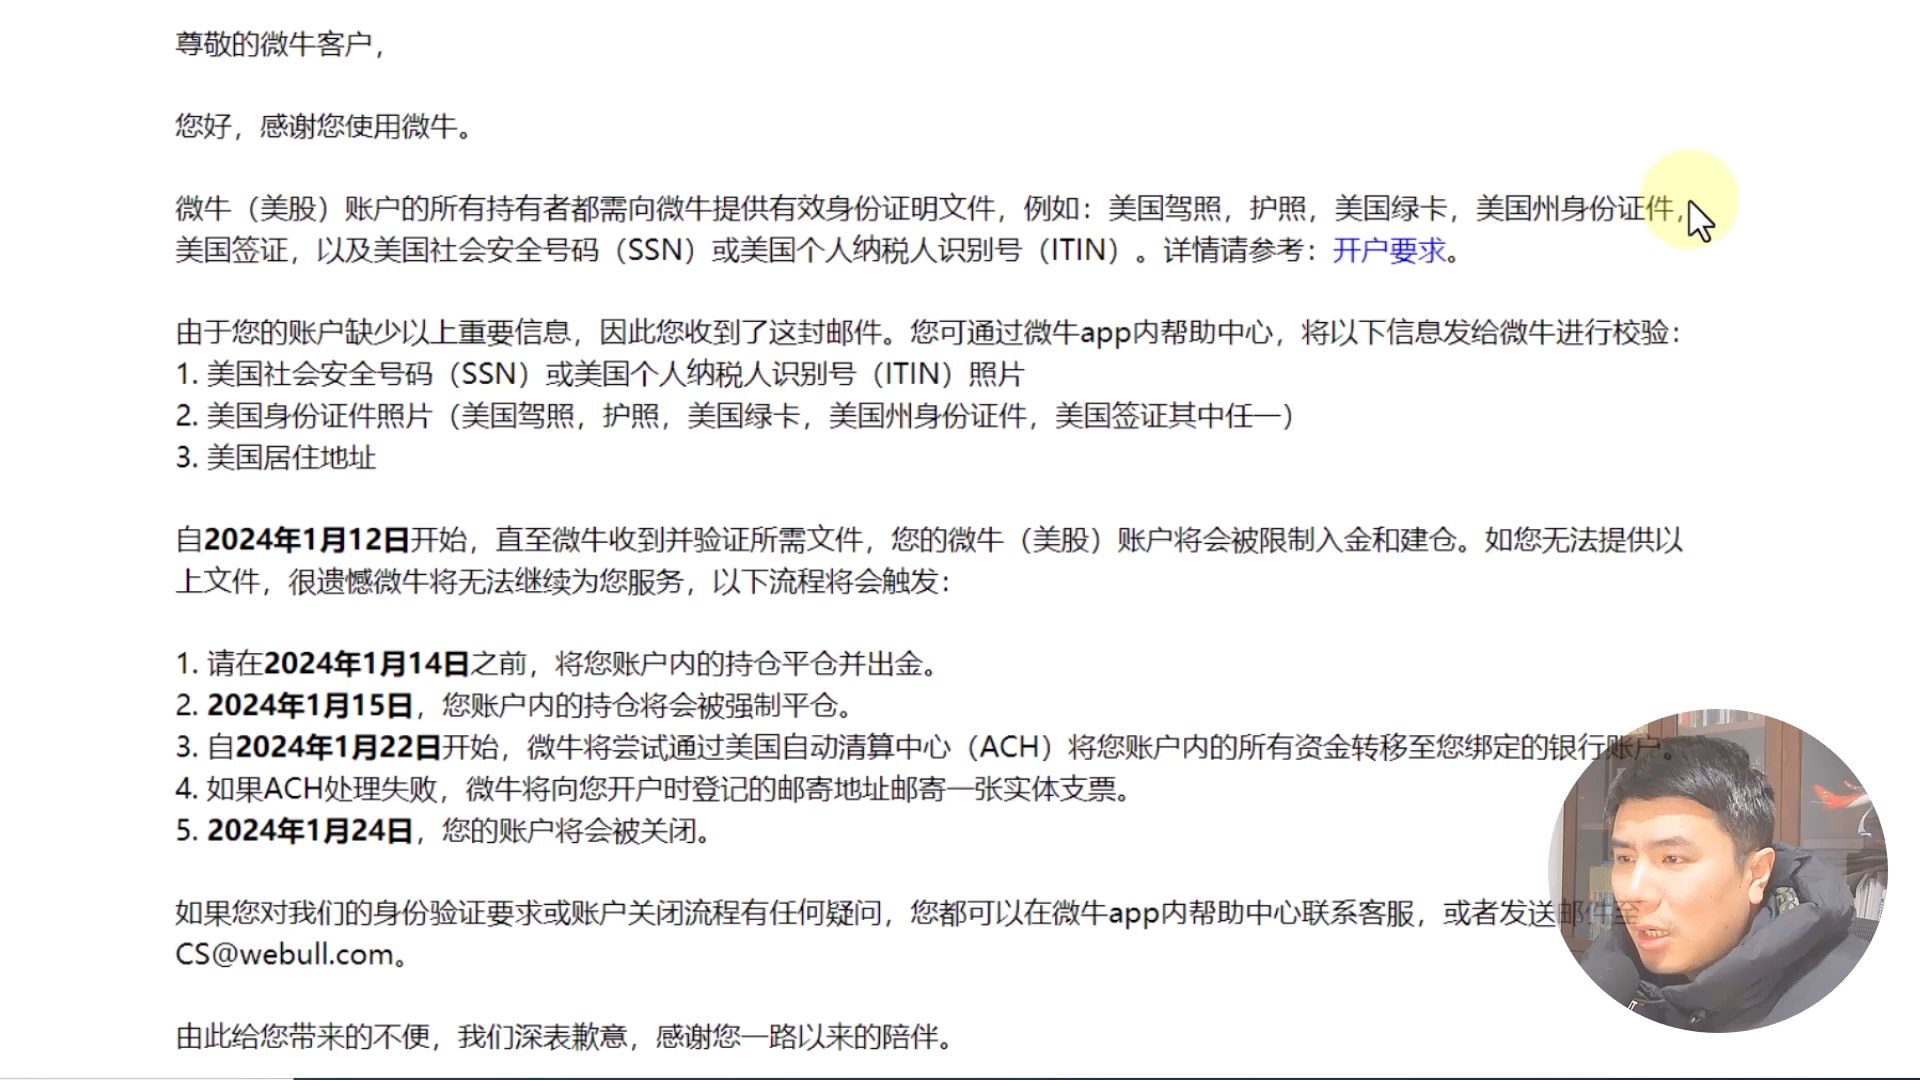 尊敬的微牛客户，
您好，感谢您使用微牛。
微牛（美股）账户的所有持有者都需向微牛提供有效身份证明文件，例如：美国驾照，护照，美国绿卡，美国州身份证件，
美国签证，以及美国社会安全号码（SSN）或美国个人纳税人识别号（ITIN）。详情请参考：开户要求。
由于您的账户缺少以上重要信息，因此您收到了这封邮件。您可通过微牛app内帮助中心，将以下信息发给微牛进行校验：
1. 美国社会安全号码（SSN）或美国个人纳税人识别号（ITIN）照片
2. 美国身份证件照片（美国驾照，护照，美国绿卡，美国州身份证件，美国签证其中任一）
3. 美国居住地址
自2024年1月12日开始，直至微牛收到并验证所需文件，您的微牛（美股）账户将会被限制入金和建仓。如您无法提供以
上文件，很遗憾微牛将无法继续为您服务，以下流程将会触发：
1. 请在2024年1月14日之前，将您账户内的持仓平仓并出金。
2. 2024年1月15日，您账户内的持仓将会被强制平仓。
3. 自2024年1月22日开始，微牛将尝试通过美国自动清算中心（ACH）将您账户内的所有资金转移至您绑定的银行账户。
4. 如果ACH处理失败，微牛将向您开户时登记的邮寄地址邮寄一张实体支票。
5. 2024年1月24日，您的账户将会被关闭。
如果您对我们的身份验证要求或账户关闭流程有任何疑问，您都可以在微牛app内帮助中心联系客服，或者发送邮件至
CS@webull.com。
由此给您带来的不便，我们深表歉意，感谢您一路以来的陪伴。